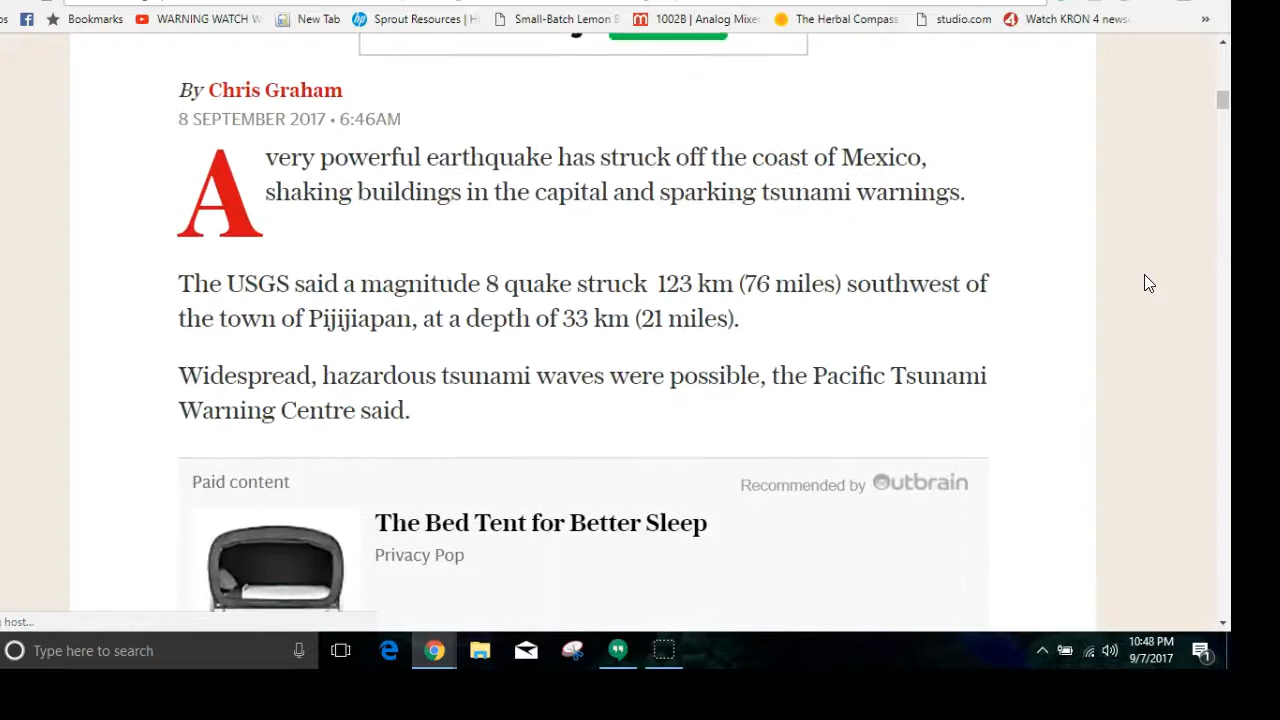 Bookmarks WARNING WATCH W New Tab Sprout Resources | H Small-Batch Lemon 1002B | Analog Mixe The Herbal Compass studio.com Watch KRON 4 news »
By Chris Graham
8 SEPTEMBER 2017 • 6:46AM
A very powerful earthquake has struck off the coast of Mexico,
shaking buildings in the capital and sparking tsunami warnings.
The USGS said a magnitude 8 quake struck 123 km (76 miles) southwest of
the town of Pijijiapan, at a depth of 33 km (21 miles).
Widespread, hazardous tsunami waves were possible, the Pacific Tsunami
Warning Centre said.
Paid content
Recommended by Outbrain
The Bed Tent for Better Sleep
Privacy Pop
host...
Type here to search
10:48 PM
9/7/2017
1